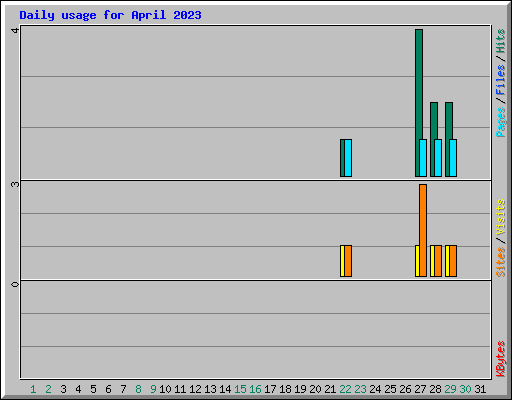 Daily usage for April 2023
4
3
0
Pages / Files / Hits
Sites / Visits
KBytes
1 2 3 4 5 6 7 8 9 10 11 12 13 14 15 16 17 18 19 20 21 22 23 24 25 26 27 28 29 30 31